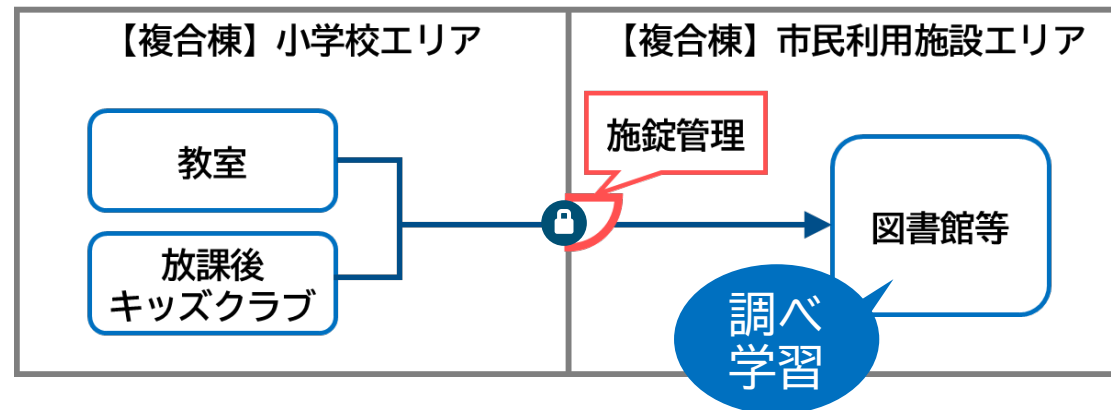 【複合棟】小学校エリア
【複合棟】市民利用施設エリア
施錠管理
教室
放課後
キッズクラブ
図書館等
調べ
学習